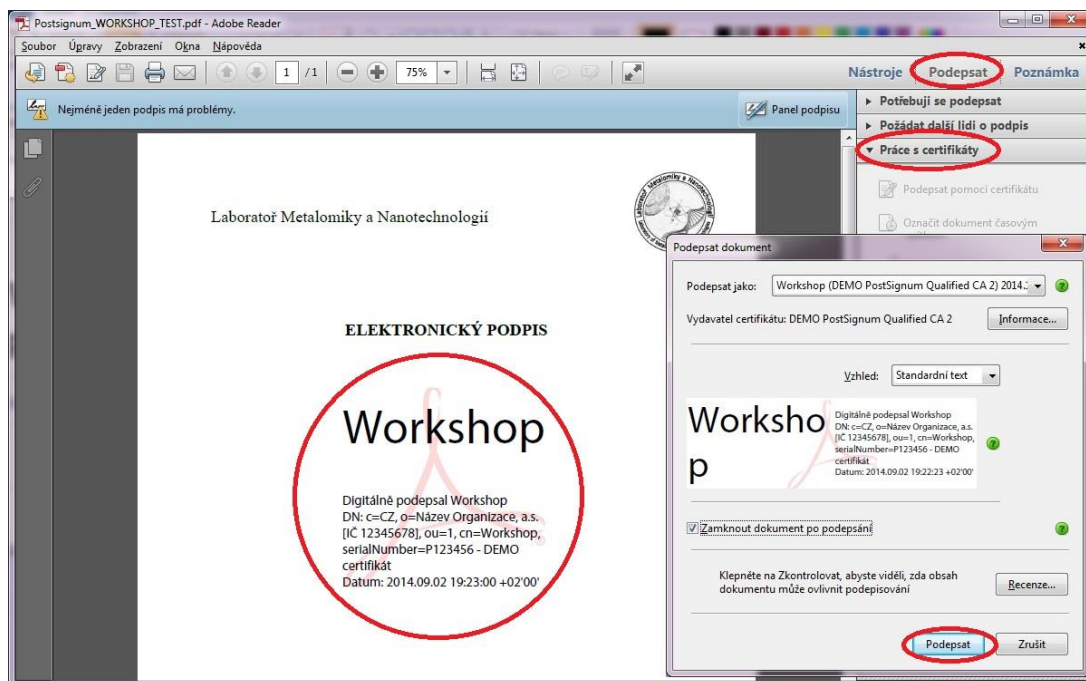 Postsignum_WORKSHOP_TEST.pdf - Adobe Reader
Soubor Úpravy Zobrazení Okna Nápověda
1 /1 75%
Nástroje Podepsat Poznámka
Nejméně jeden podpis má problémy.
Panel podpisu
Potřebuji se podepsat
Požádat další lidi o podpis
Práce s certifikáty
Podepsat pomocí certifikátu
Označit dokument časovým
Laboratoř Metalomiky a Nanotechnologií
ELEKTRONICKÝ PODPIS
Workshop
Digitálně podepsal Workshop
DN: c=CZ, o=Název Organizace, a.s.
[IČ 12345678], ou=1, cn=Workshop,
serialNumber=P123456 - DEMO
certifikát
Datum: 2014.09.02 19:23:00 +02'00'
Podepsat dokument
Podepsat jako: Workshop (DEMO PostSignum Qualified CA 2) 2014.
Vydavatel certifikátu: DEMO PostSignum Qualified CA 2
Informace...
Vzhled: Standardní text
Worksho
p
Digitálně podepsal Workshop
DN: c=CZ, o=Název Organizace, a.s.
[IČ 12345678], ou=1, cn=Workshop,
serialNumber=P123456 - DEMO
certifikát
Datum: 2014.09.02 19:22:23 +02'00'
Zamknout dokument po podepsání
Klepněte na Zkontrolovat, abyste viděli, zda obsah
dokumentu může ovlivnit podepisování
Recenze...
Podepsat Zrušit